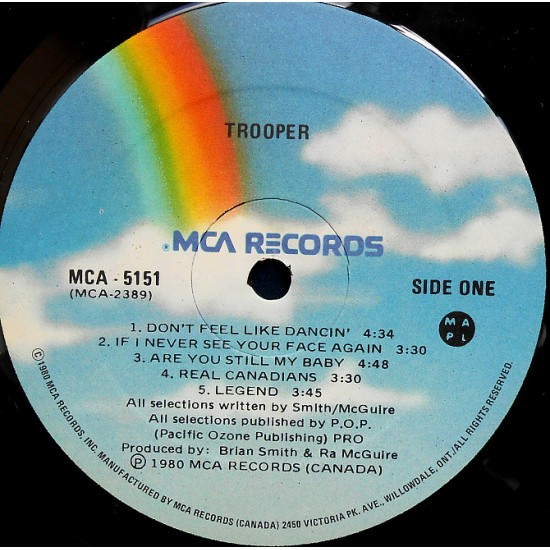 TROOPER
MCA RECORDS
MCA - 5151
(MCA-2389)
SIDE ONE
M A
P L
1. DON'T FEEL LIKE DANCIN' 4:34
2. IF I NEVER SEE YOUR FACE AGAIN 3:30
3. ARE YOU STILL MY BABY 4:48
4. REAL CANADIANS 3:30
5. LEGEND 3:45
All selections written by Smith/McGuire
All selections published by P.O.P.
(Pacific Ozone Publishing) PRO
Produced by: Brian Smith & Ra McGuire
℗ 1980 MCA RECORDS (CANADA)
© 1980 MCA RECORDS, INC. MANUFACTURED BY MCA RECORDS (CANADA) 2450 VICTORIA PK. AVE., WILLOWDALE, ONT./ALL RIGHTS RESERVED.